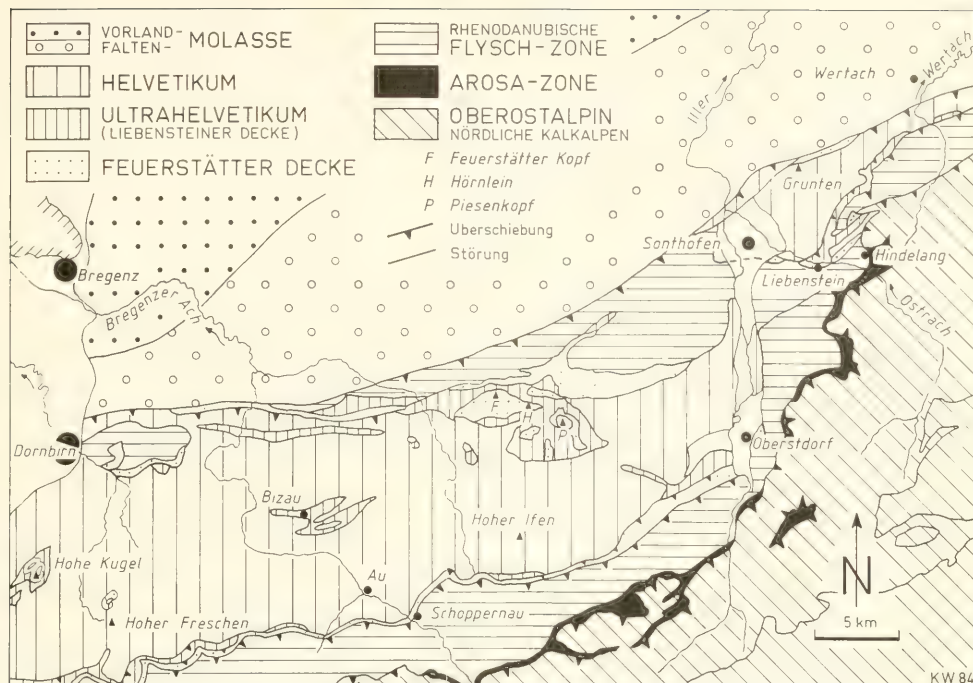 VORLAND-
FALTEN- MOLASSE
HELVETIKUM
ULTRAHELVETIKUM
(LIEBENSTEINER DECKE)
FEUERSTÄTTER DECKE
RHENODANUBISCHE
FLYSCH-ZONE
AROSA-ZONE
OBEROSTALPIN
NÖRDLICHE KALKALPEN
F Feuerstätter Kopf
H Hörnlein
P Piesenkopf
Überschiebung
Störung
Iller
Wertach
Wertach
Grünten
Sonthofen
Hindelang
Liebenstein
Ostrach
Bregenz
Bregenzer Ach
F
H
P
Dornbirn
Oberstdorf
Bizau
Hoher Ifen
Hohe Kugel
Au
N
Schoppernau
Hoher Freschen
5 km
KW 84